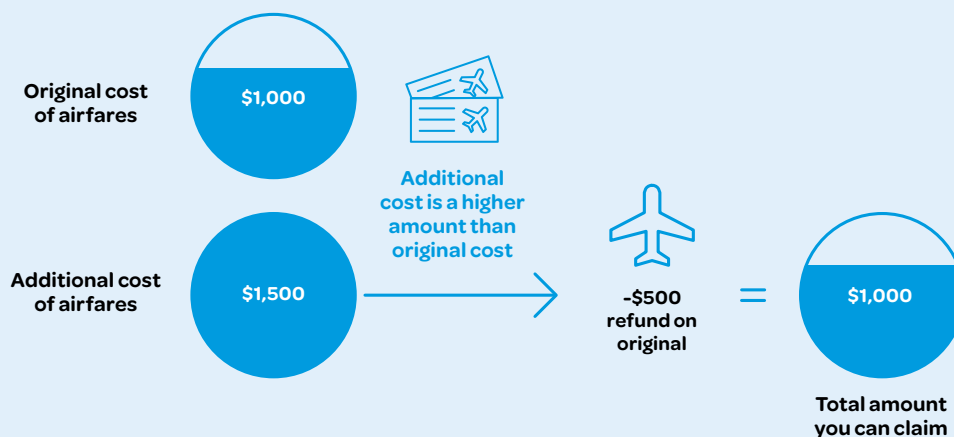 Original cost
of airfares
$1,000
Additional
cost is a higher
amount than
original cost
Additional cost
of airfares
$1,500
-$500
refund on
original
=
$1,000
Total amount
you can claim